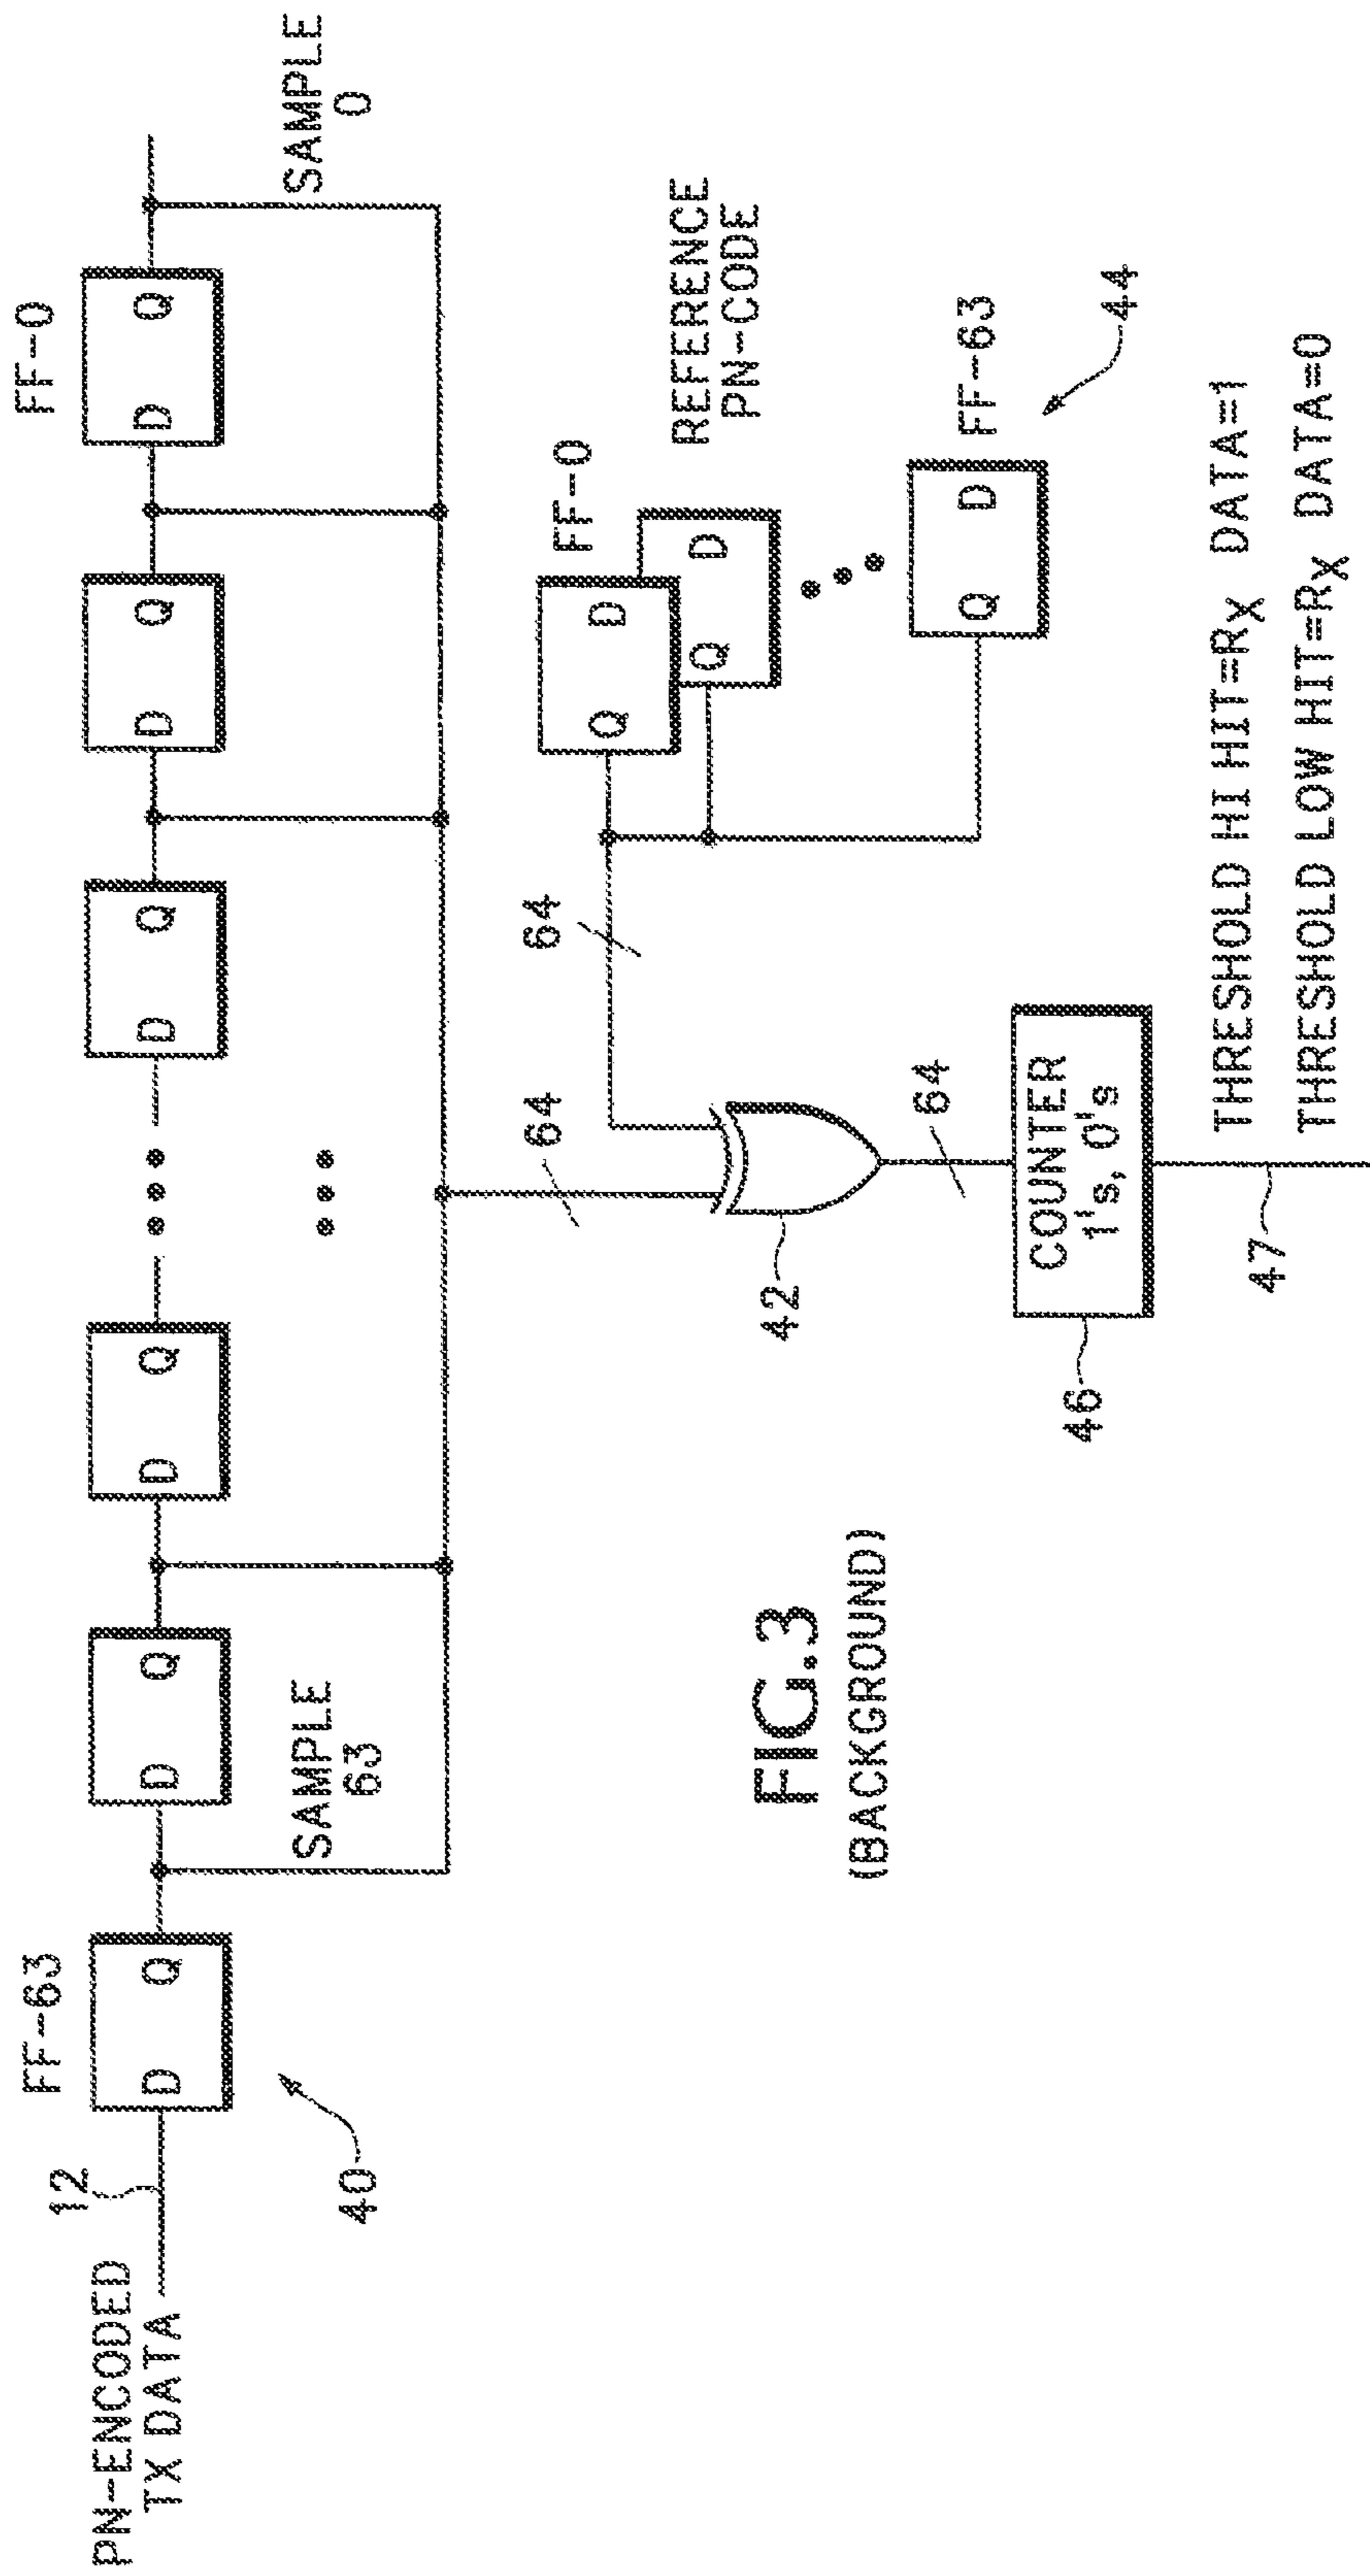 FF-63
FF-0
PN-ENCODED
TX DATA
12
D Q
D Q
D Q
D Q
D Q
D Q
40
SAMPLE
63
SAMPLE
0
64
64
FF-0
Q D
Q D
REFERENCE
PN-CODE
FF-63
Q D
44
42
64
COUNTER
1's, 0's
46
47
THRESHOLD HI HIT=RX DATA=1
THRESHOLD LOW HIT=RX DATA=0
FIG.3
(BACKGROUND)